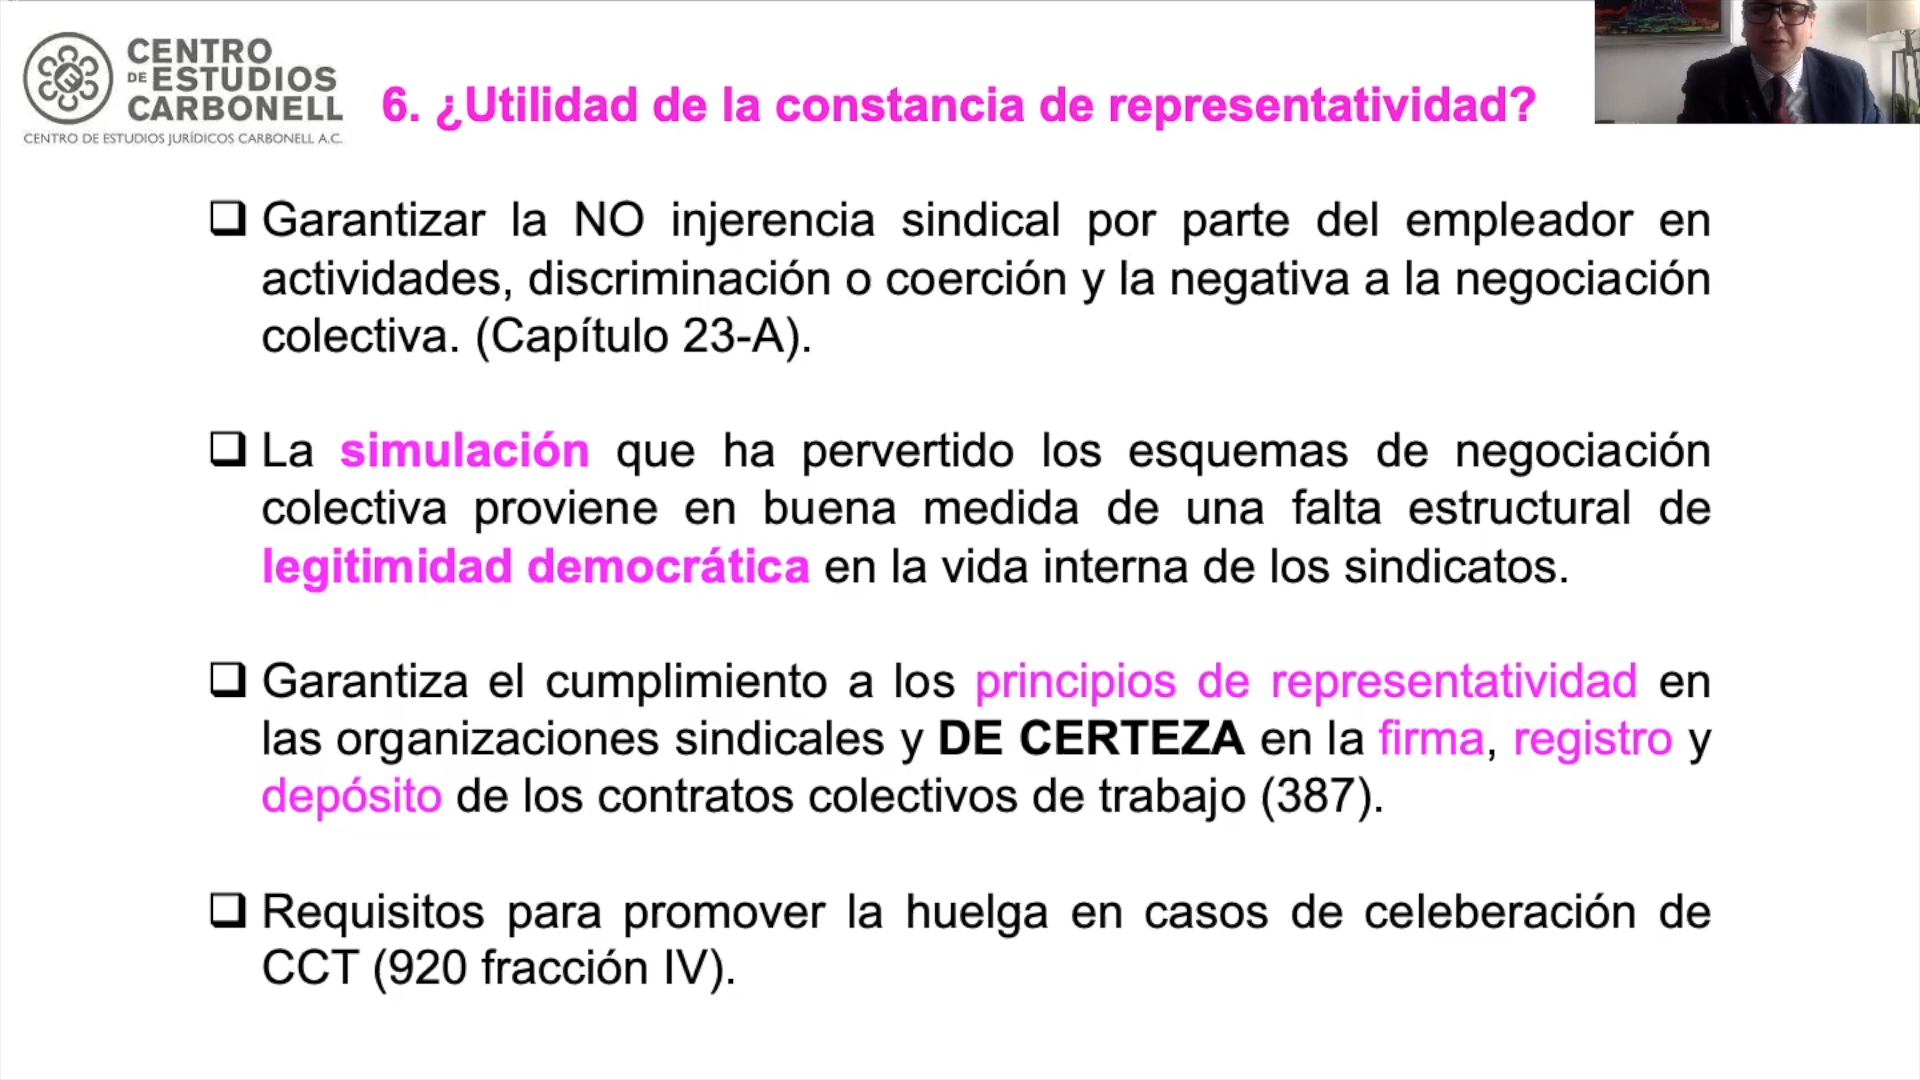 CENTRO
DE ESTUDIOS
CARBONELL
CENTRO DE ESTUDIOS JURÍDICOS CARBONELL A.C.
6. ¿Utilidad de la constancia de representatividad?
Garantizar la NO injerencia sindical por parte del empleador en
actividades, discriminación o coerción y la negativa a la negociación
colectiva. (Capítulo 23-A).
La simulación que ha pervertido los esquemas de negociación
colectiva proviene en buena medida de una falta estructural de
legitimidad democrática en la vida interna de los sindicatos.
Garantiza el cumplimiento a los principios de representatividad en
las organizaciones sindicales y DE CERTEZA en la firma, registro y
depósito de los contratos colectivos de trabajo (387).
Requisitos para promover la huelga en casos de celeberación de
CCT (920 fracción IV).